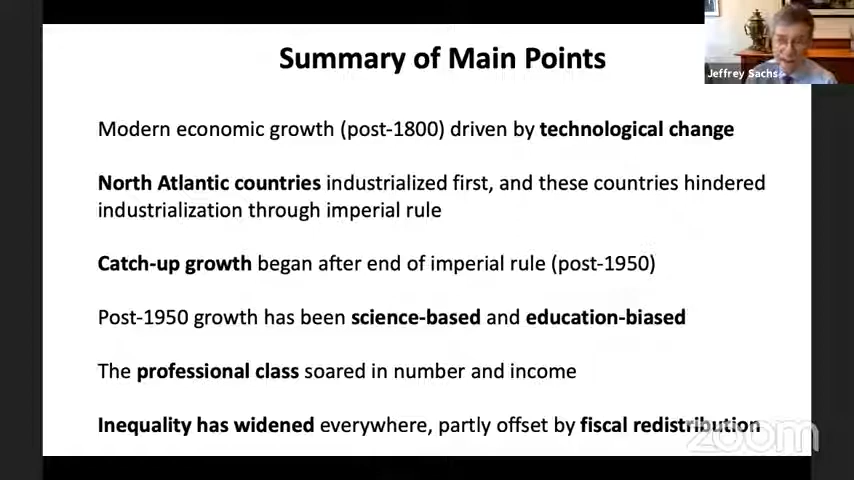 Summary of Main Points
Jeffrey Sachs
Modern economic growth (post-1800) driven by technological change
North Atlantic countries industrialized first, and these countries hindered
industrialization through imperial rule
Catch-up growth began after end of imperial rule (post-1950)
Post-1950 growth has been science-based and education-biased
The professional class soared in number and income
Inequality has widened everywhere, partly offset by fiscal redistribution
zoom